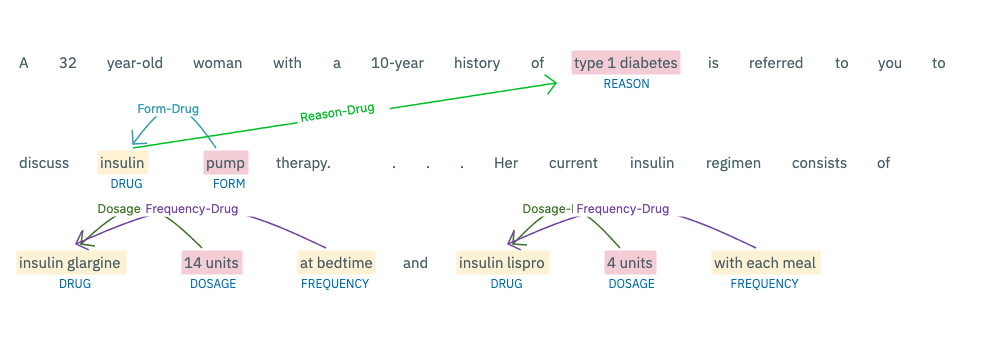 A 32 year-old woman with a 10-year history of type 1 diabetes is referred to you to
REASON
Form-Drug
Reason-Drug
discuss insulin pump therapy. . . . Her current insulin regimen consists of
DRUG FORM
Dosage Frequency-Drug Dosage- Frequency-Drug
insulin glargine 14 units at bedtime and insulin lispro 4 units with each meal
DRUG DOSAGE FREQUENCY DRUG DOSAGE FREQUENCY